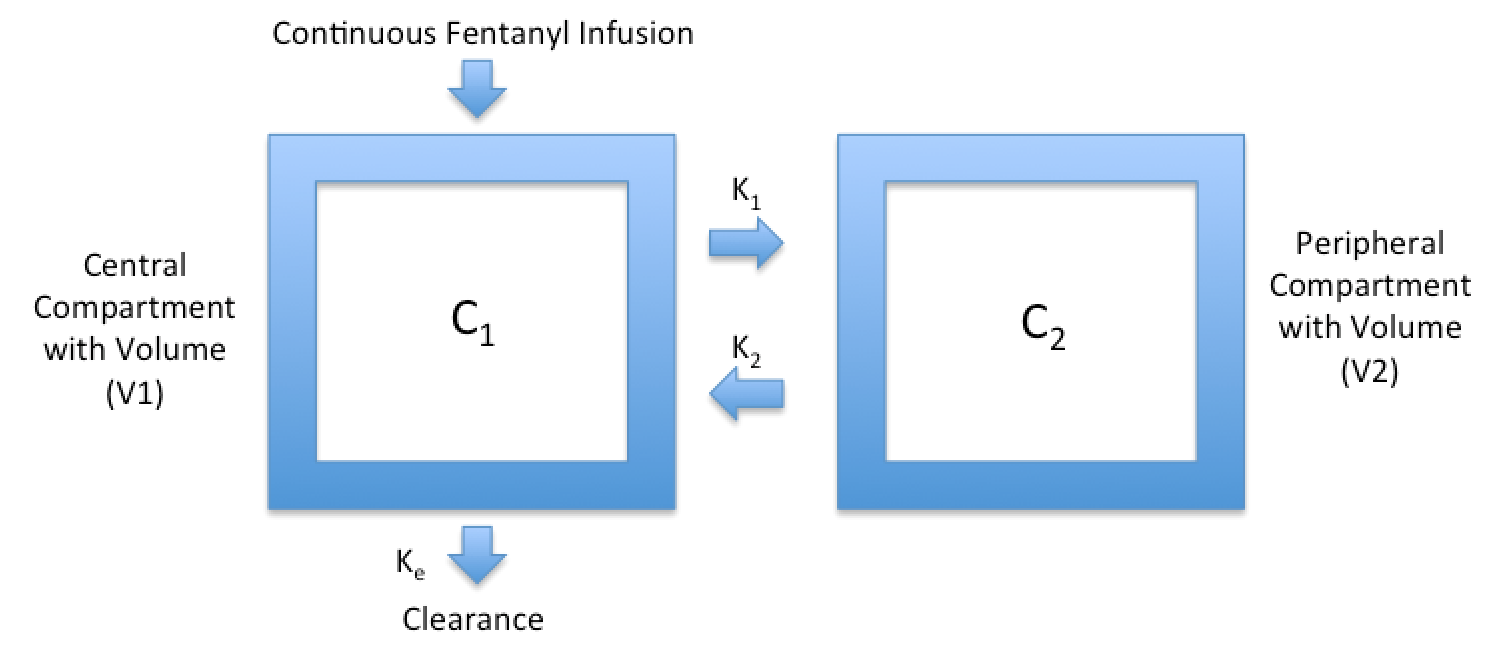 Continuous Fentanyl Infusion
Central
Compartment
with Volume
(V1)
C₁
K₁
K₂
C₂
Peripheral
Compartment
with Volume
(V2)
Kₑ
Clearance